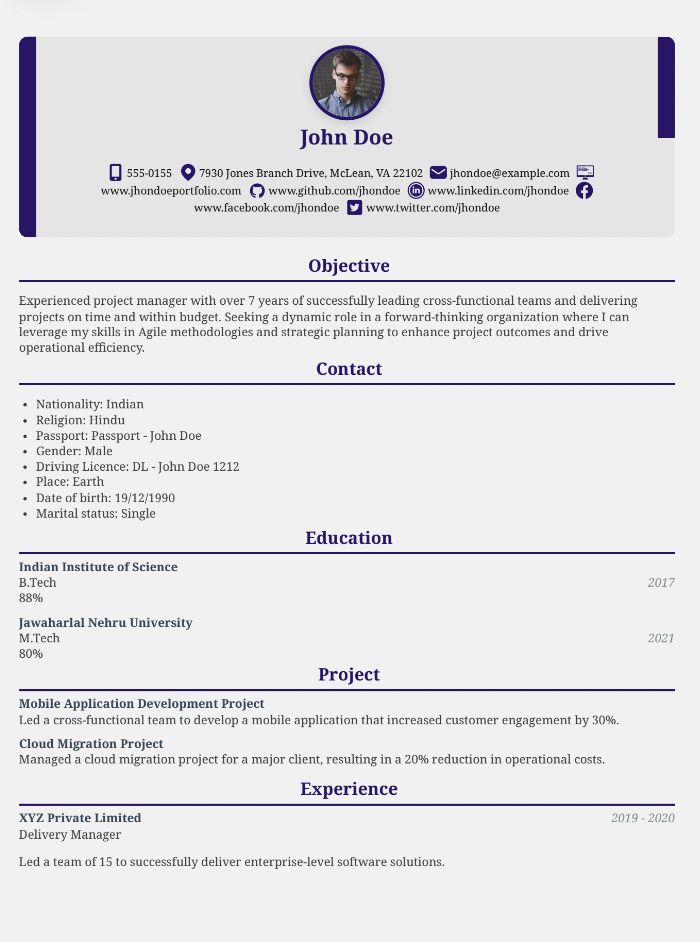 John Doe
555-0155 7930 Jones Branch Drive, McLean, VA 22102 jhondoe@example.com
www.jhondoeportfolio.com www.github.com/jhondoe www.linkedin.com/jhondoe
www.facebook.com/jhondoe www.twitter.com/jhondoe
Objective
Experienced project manager with over 7 years of successfully leading cross-functional teams and delivering
projects on time and within budget. Seeking a dynamic role in a forward-thinking organization where I can
leverage my skills in Agile methodologies and strategic planning to enhance project outcomes and drive
operational efficiency.
Contact
• Nationality: Indian
• Religion: Hindu
• Passport: Passport - John Doe
• Gender: Male
• Driving Licence: DL - John Doe 1212
• Place: Earth
• Date of birth: 19/12/1990
• Marital status: Single
Education
Indian Institute of Science
B.Tech 2017
88%
Jawaharlal Nehru University
M.Tech 2021
80%
Project
Mobile Application Development Project
Led a cross-functional team to develop a mobile application that increased customer engagement by 30%.
Cloud Migration Project
Managed a cloud migration project for a major client, resulting in a 20% reduction in operational costs.
Experience
XYZ Private Limited 2019 - 2020
Delivery Manager
Led a team of 15 to successfully deliver enterprise-level software solutions.